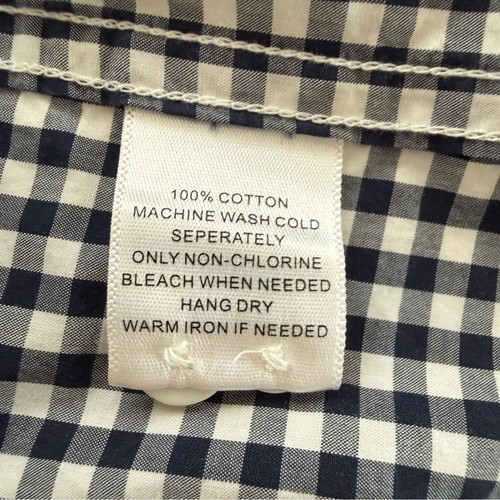 100% COTTON
MACHINE WASH COLD
SEPERATELY
ONLY NON-CHLORINE
BLEACH WHEN NEEDED
HANG DRY
WARM IRON IF NEEDED